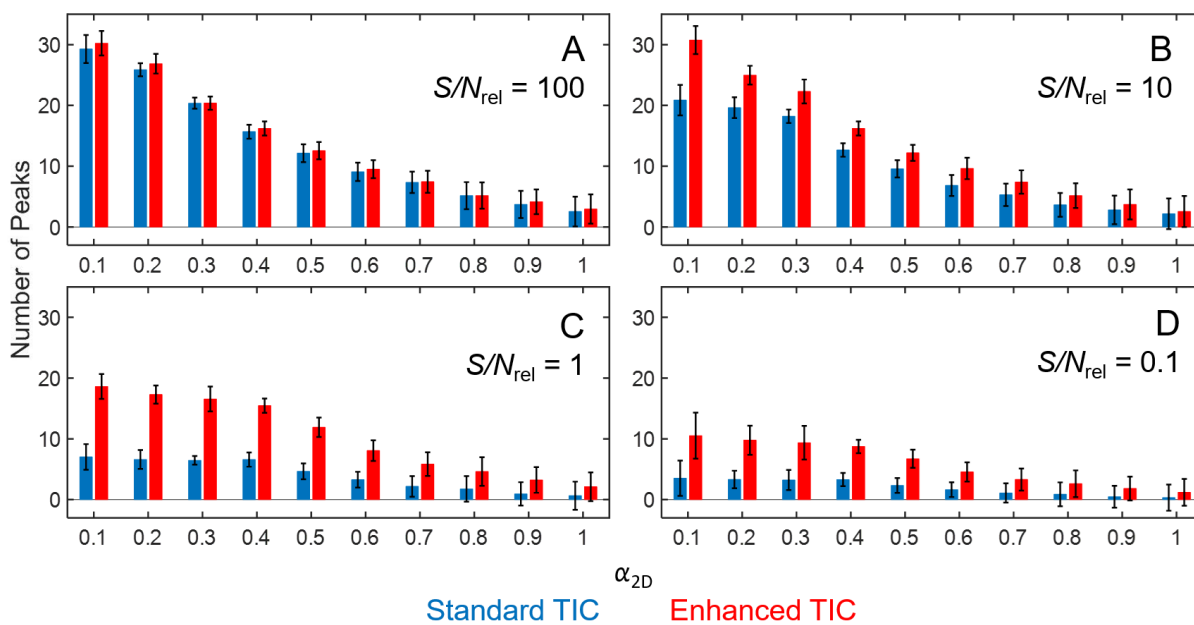 Number of Peaks
A
S/Nrel = 100
30
20
10
0
0.1 0.2 0.3 0.4 0.5 0.6 0.7 0.8 0.9 1
B
S/Nrel = 10
30
20
10
0
0.1 0.2 0.3 0.4 0.5 0.6 0.7 0.8 0.9 1
C
S/Nrel = 1
30
20
10
0
0.1 0.2 0.3 0.4 0.5 0.6 0.7 0.8 0.9 1
D
S/Nrel = 0.1
30
20
10
0
0.1 0.2 0.3 0.4 0.5 0.6 0.7 0.8 0.9 1
α2D
Standard TIC Enhanced TIC